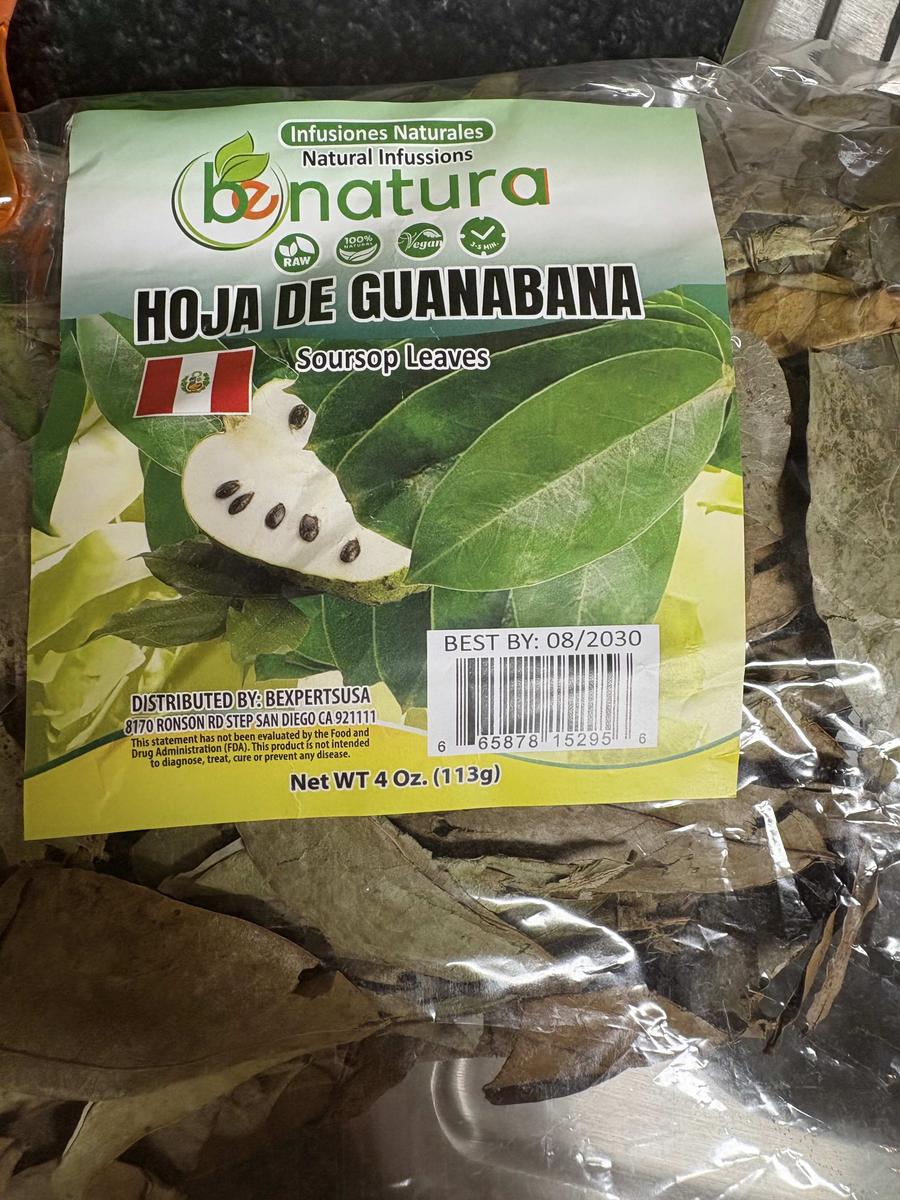 Infusiones Naturales
Natural Infussions
benatura
RAW
100%
NATURAL
Vegan
3-5 MIN.
HOJA DE GUANABANA
Soursop Leaves
BEST BY: 08/2030
6 65878 15295 6
DISTRIBUTED BY: BEXPERTSUSA
8170 RONSON RD STEP SAN DIEGO CA 921111
This statement has not been evaluated by the Food and
Drug Administration (FDA). This product is not intended
to diagnose, treat, cure or prevent any disease.
Net WT 4 Oz. (113g)